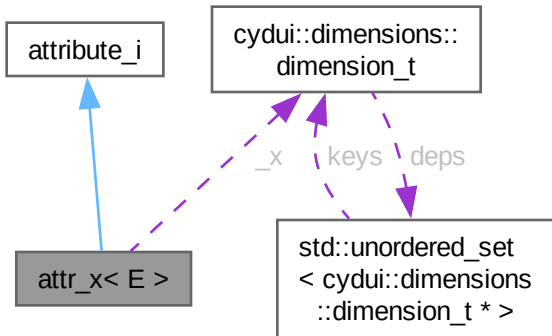 attribute_i
cydui::dimensions::
dimension_t
_x
keys
deps
attr_x< E >
std::unordered_set
< cydui::dimensions
::dimension_t * >